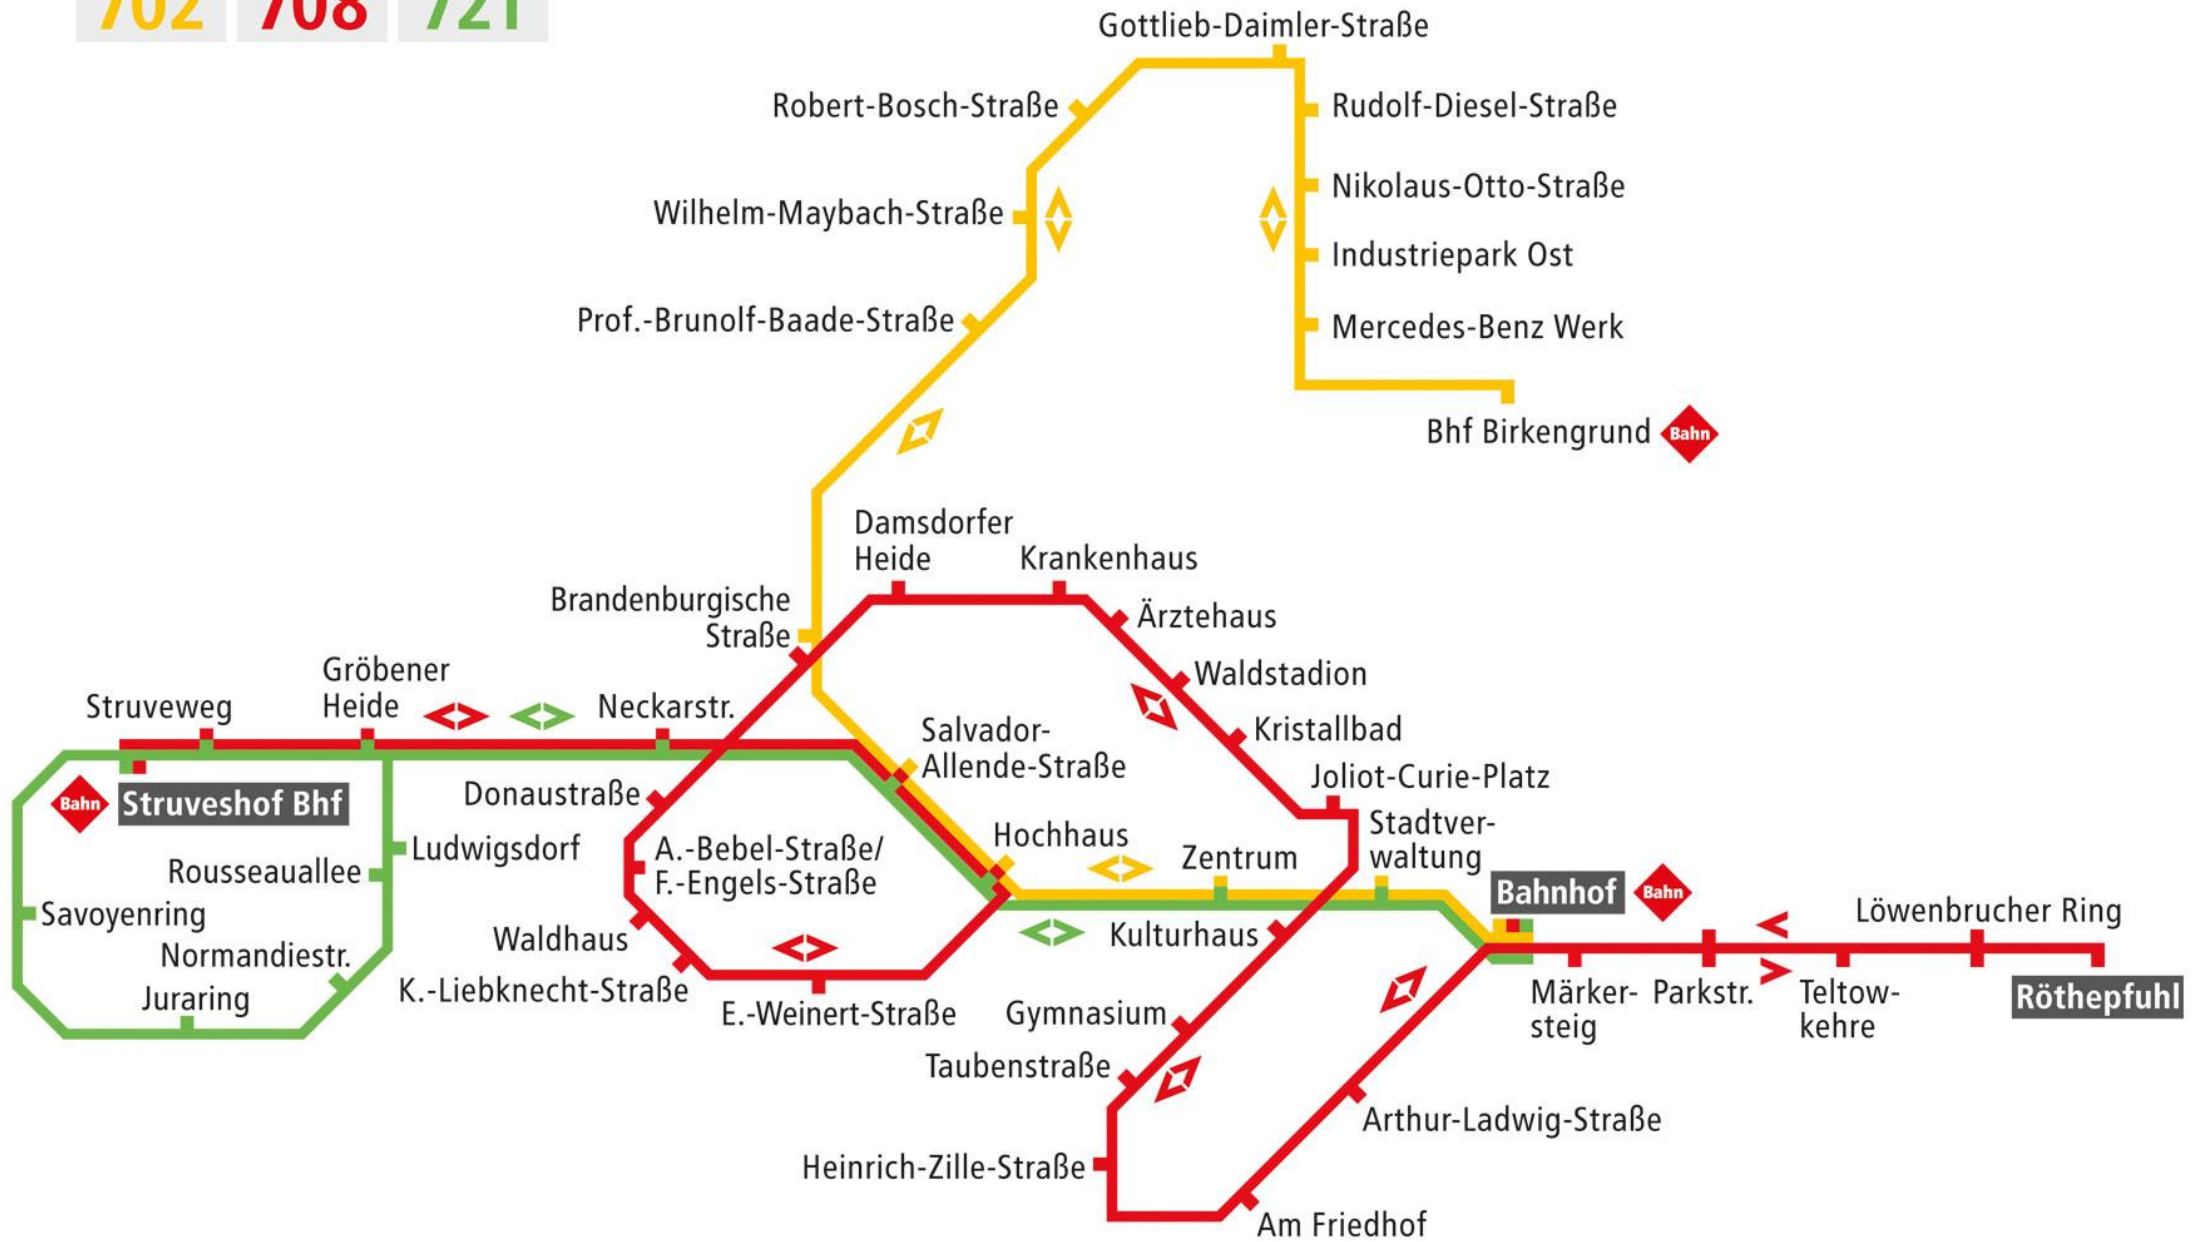 702 708 721
Gottlieb-Daimler-Straße
Robert-Bosch-Straße
Rudolf-Diesel-Straße
Nikolaus-Otto-Straße
Wilhelm-Maybach-Straße
Industriepark Ost
Prof.-Brunolf-Baade-Straße
Mercedes-Benz Werk
Bhf Birkengrund
Bahn
Damsdorfer
Heide
Krankenhaus
Brandenburgische
Straße
Ärztehaus
Waldstadion
Kristallbad
Joliot-Curie-Platz
Struveweg
Gröbener
Heide
Neckarstr.
Salvador-
Allende-Straße
Bahn
Struveshof Bhf
Donaustraße
Hochhaus
Zentrum
Stadtver-
waltung
Ludwigsdorf
A.-Bebel-Straße/
F.-Engels-Straße
Rousseauallee
Savoyenring
Normandiestr.
Juraring
Waldhaus
K.-Liebknecht-Straße
E.-Weinert-Straße
Kulturhaus
Gymnasium
Taubenstraße
Heinrich-Zille-Straße
Am Friedhof
Arthur-Ladwig-Straße
Bahnhof
Bahn
Märker-
steig
Parkstr.
Teltow-
kehre
Löwenbrucher Ring
Röthepfuhl